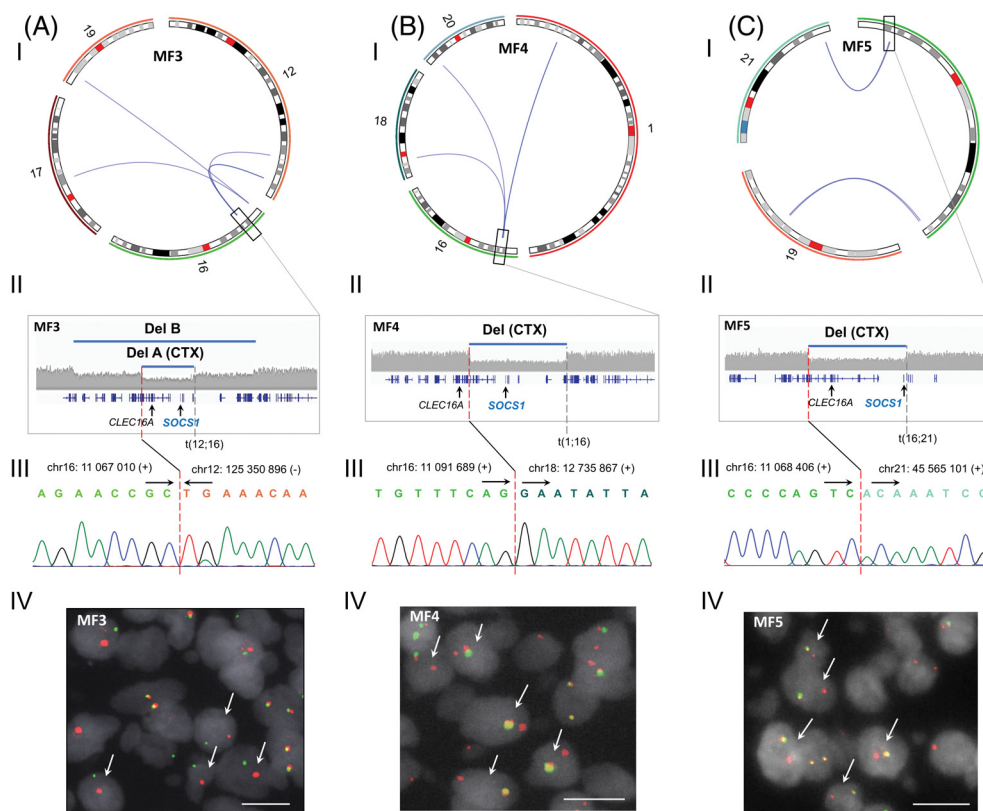 (A) (B) (C)
I I I
MF3 MF4 MF5
19 12 17 16
20 1 18 16
21 19
II II II
MF3 MF4 MF5
Del B
Del A (CTX) Del (CTX) Del (CTX)
CLEC16A SOCS1 CLEC16A SOCS1 CLEC16A SOCS1
t(12;16) t(1;16) t(16;21)
III III III
chr16: 11 067 010 (+) chr12: 125 350 896 (-) chr16: 11 091 689 (+) chr18: 12 735 867 (+) chr16: 11 068 406 (+) chr21: 45 565 101 (+)
A G A A C C G C T G A A A C A A T G T T T C A G G A A T A T T A C C C C A G T C A C A A A T C
IV IV IV
MF3 MF4 MF5